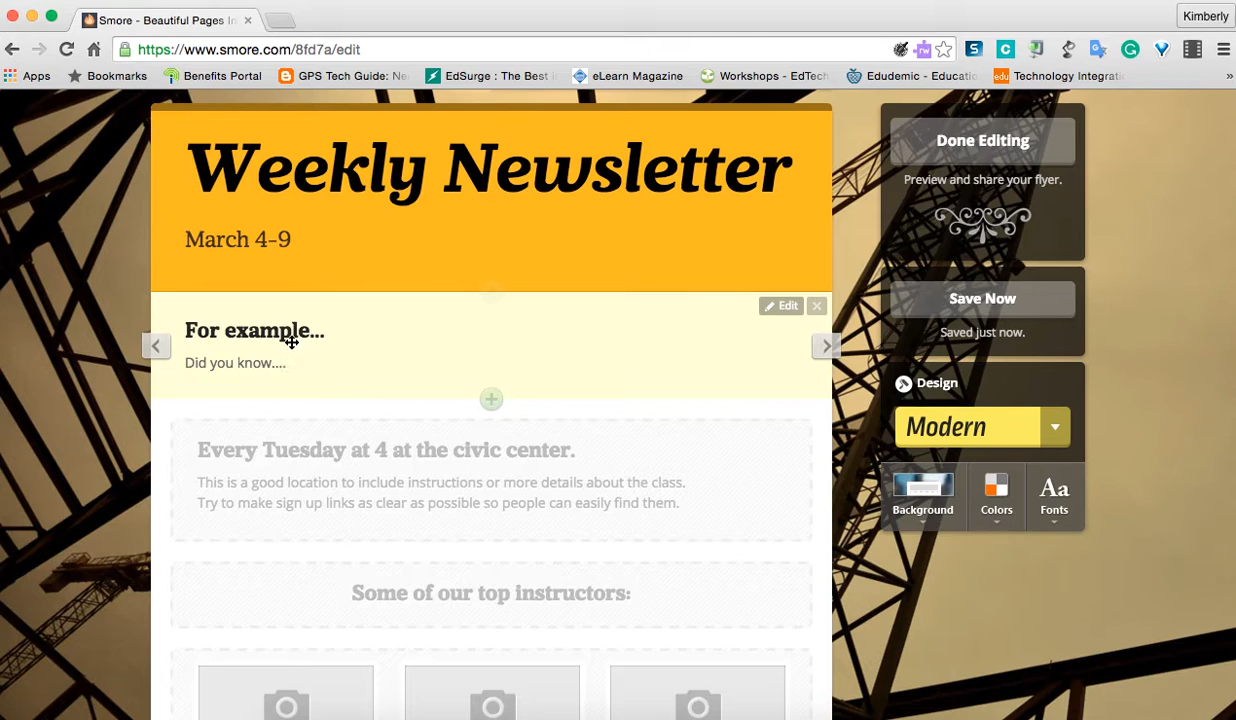 Smore - Beautiful Pages In
Kimberly
https://www.smore.com/8fd7a/edit
Apps
Bookmarks
Benefits Portal
GPS Tech Guide: Ne
EdSurge : The Best i
eLearn Magazine
Workshops - EdTech
Edudemic - Educatio
edu
Technology Integrat
»
Weekly Newsletter
March 4-9
Done Editing
Preview and share your flyer.
Save Now
Saved just now.
Edit
For example...
Did you know....
Design
Modern
Background
Colors
Aa
Fonts
Every Tuesday at 4 at the civic center.
This is a good location to include instructions or more details about the class.
Try to make sign up links as clear as possible so people can easily find them.
Some of our top instructors: